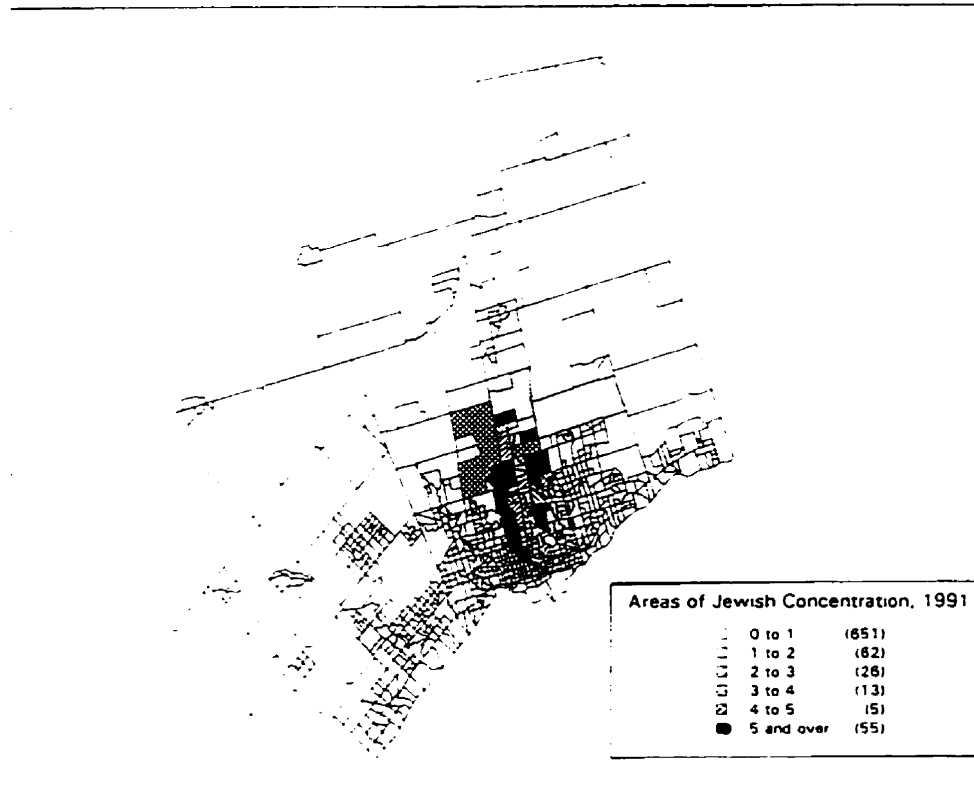 Areas of Jewish Concentration, 1991
0 to 1 (651)
1 to 2 (62)
2 to 3 (26)
3 to 4 (13)
4 to 5 (5)
5 and over (55)